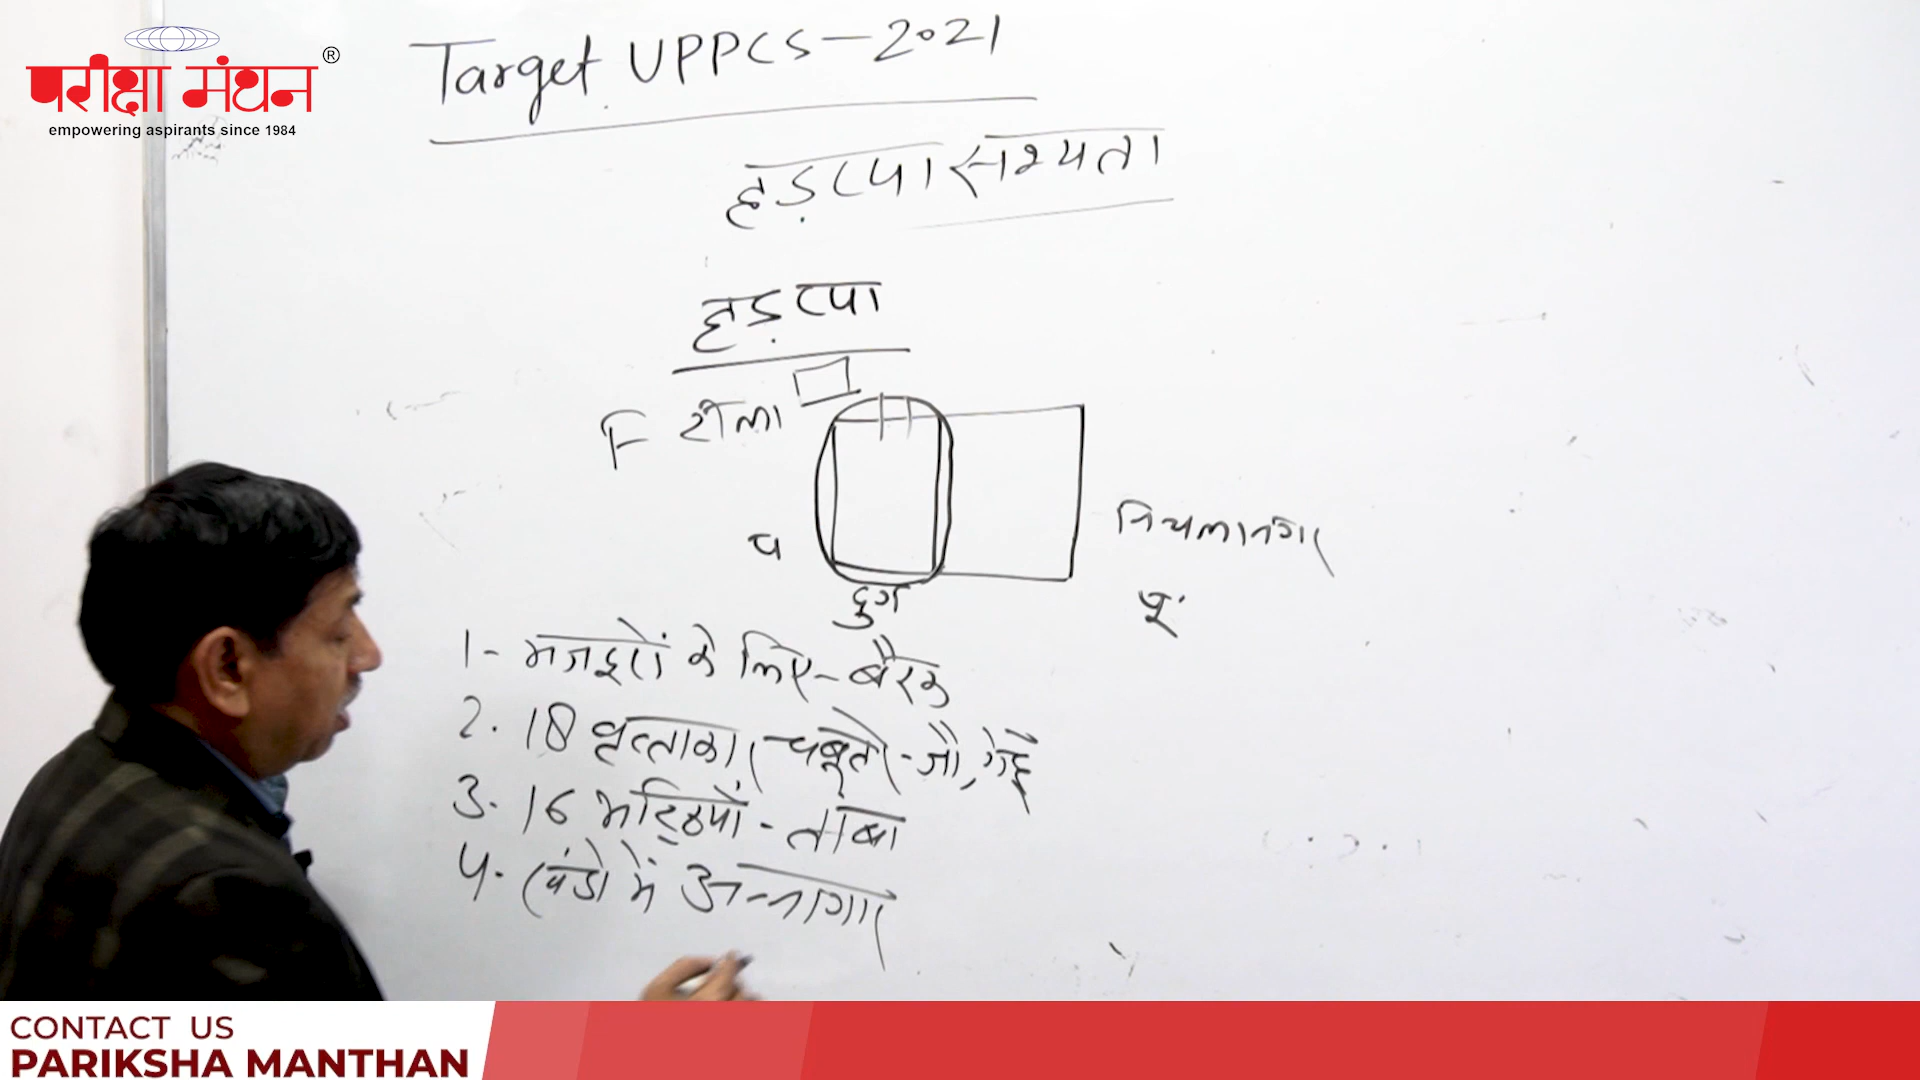 परीक्षा मंथन ®
empowering aspirants since 1984
Target UPPCS-2021
हड़प्पा सभ्यता
हड़प्पा
F टीला
प
निचला नगर
पू.
दुर्ग
1- मजदूरों के लिए - बैरक
2. 18 वृत्ताकार चबूतरे - जौ, गेहूँ
3. 16 भट्ठियाँ - तांबा
4. खंडों में अन्नागार
CONTACT US
PARIKSHA MANTHAN